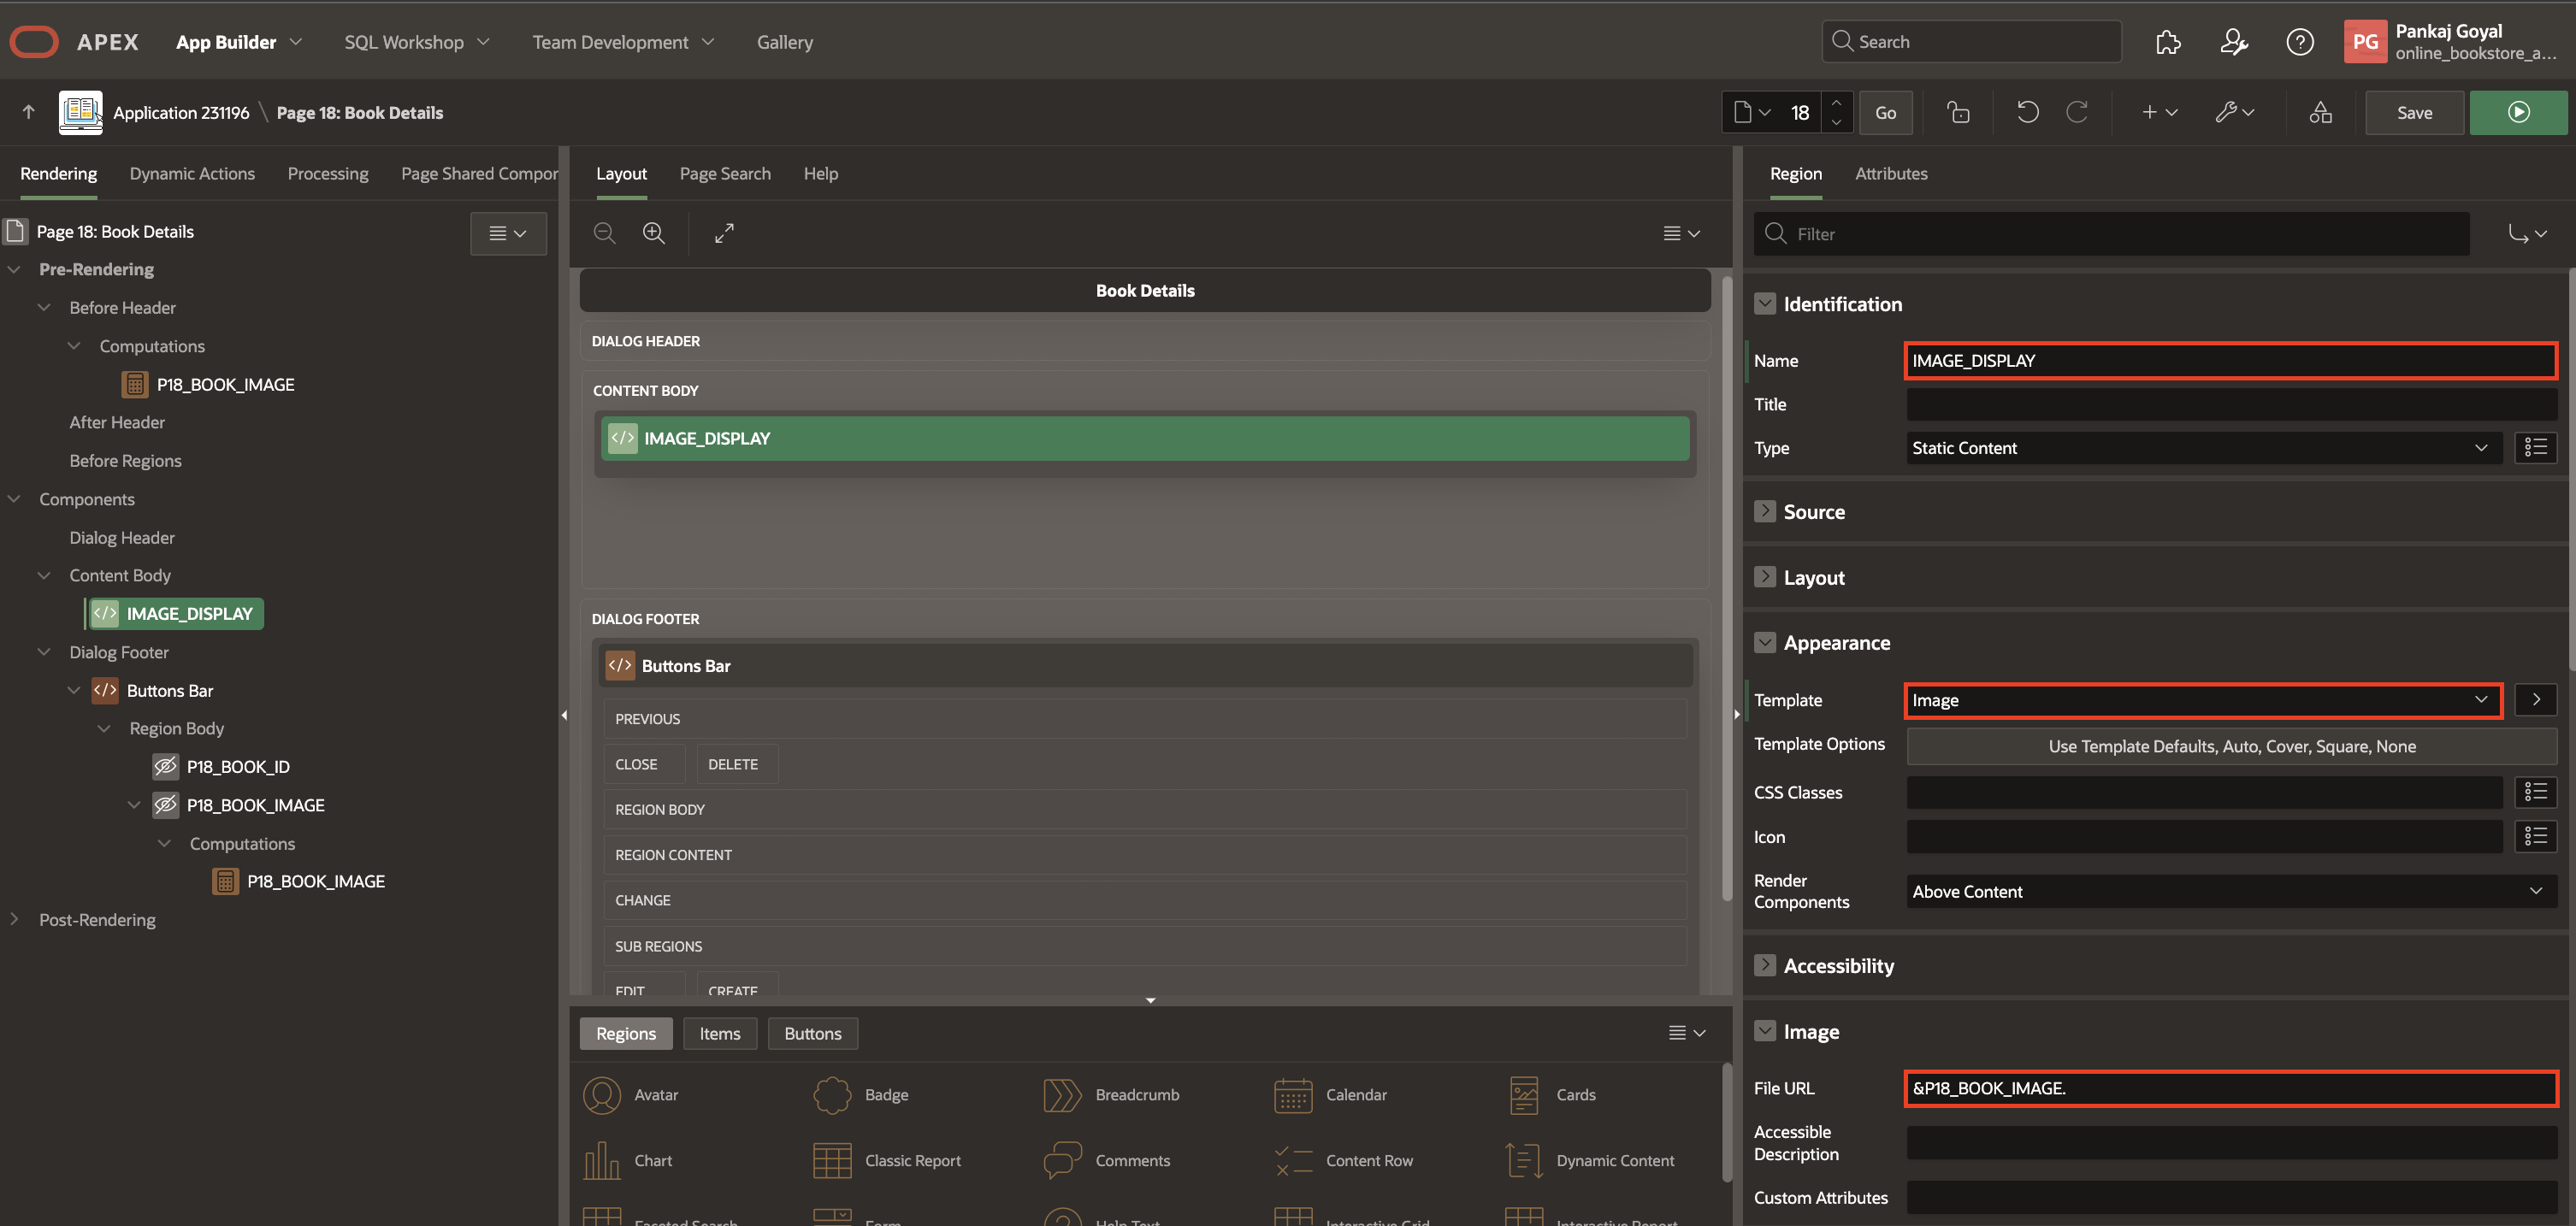 APEX
App Builder
SQL Workshop
Team Development
Gallery
Search
PG
Pankaj Goyal
online_bookstore_a...
Application 231196 \ Page 18: Book Details
18
Go
Save
Rendering
Dynamic Actions
Processing
Page Shared Compor
Page 18: Book Details
Pre-Rendering
Before Header
Computations
P18_BOOK_IMAGE
After Header
Before Regions
Components
Dialog Header
Content Body
IMAGE_DISPLAY
Dialog Footer
Buttons Bar
Region Body
P18_BOOK_ID
P18_BOOK_IMAGE
Computations
P18_BOOK_IMAGE
Post-Rendering
Layout
Page Search
Help
Book Details
DIALOG HEADER
CONTENT BODY
IMAGE_DISPLAY
DIALOG FOOTER
Buttons Bar
PREVIOUS
CLOSE
DELETE
REGION BODY
REGION CONTENT
CHANGE
SUB REGIONS
EDIT
CREATE
Regions
Items
Buttons
Avatar
Badge
Breadcrumb
Calendar
Cards
Chart
Classic Report
Comments
Content Row
Dynamic Content
Faceted Search
Form
Help Text
Interactive Grid
Interactive Report
Region
Attributes
Filter
Identification
Name
IMAGE_DISPLAY
Title
Type
Static Content
Source
Layout
Appearance
Template
Image
Template Options
Use Template Defaults, Auto, Cover, Square, None
CSS Classes
Icon
Render
Components
Above Content
Accessibility
Image
File URL
&P18_BOOK_IMAGE.
Accessible
Description
Custom Attributes